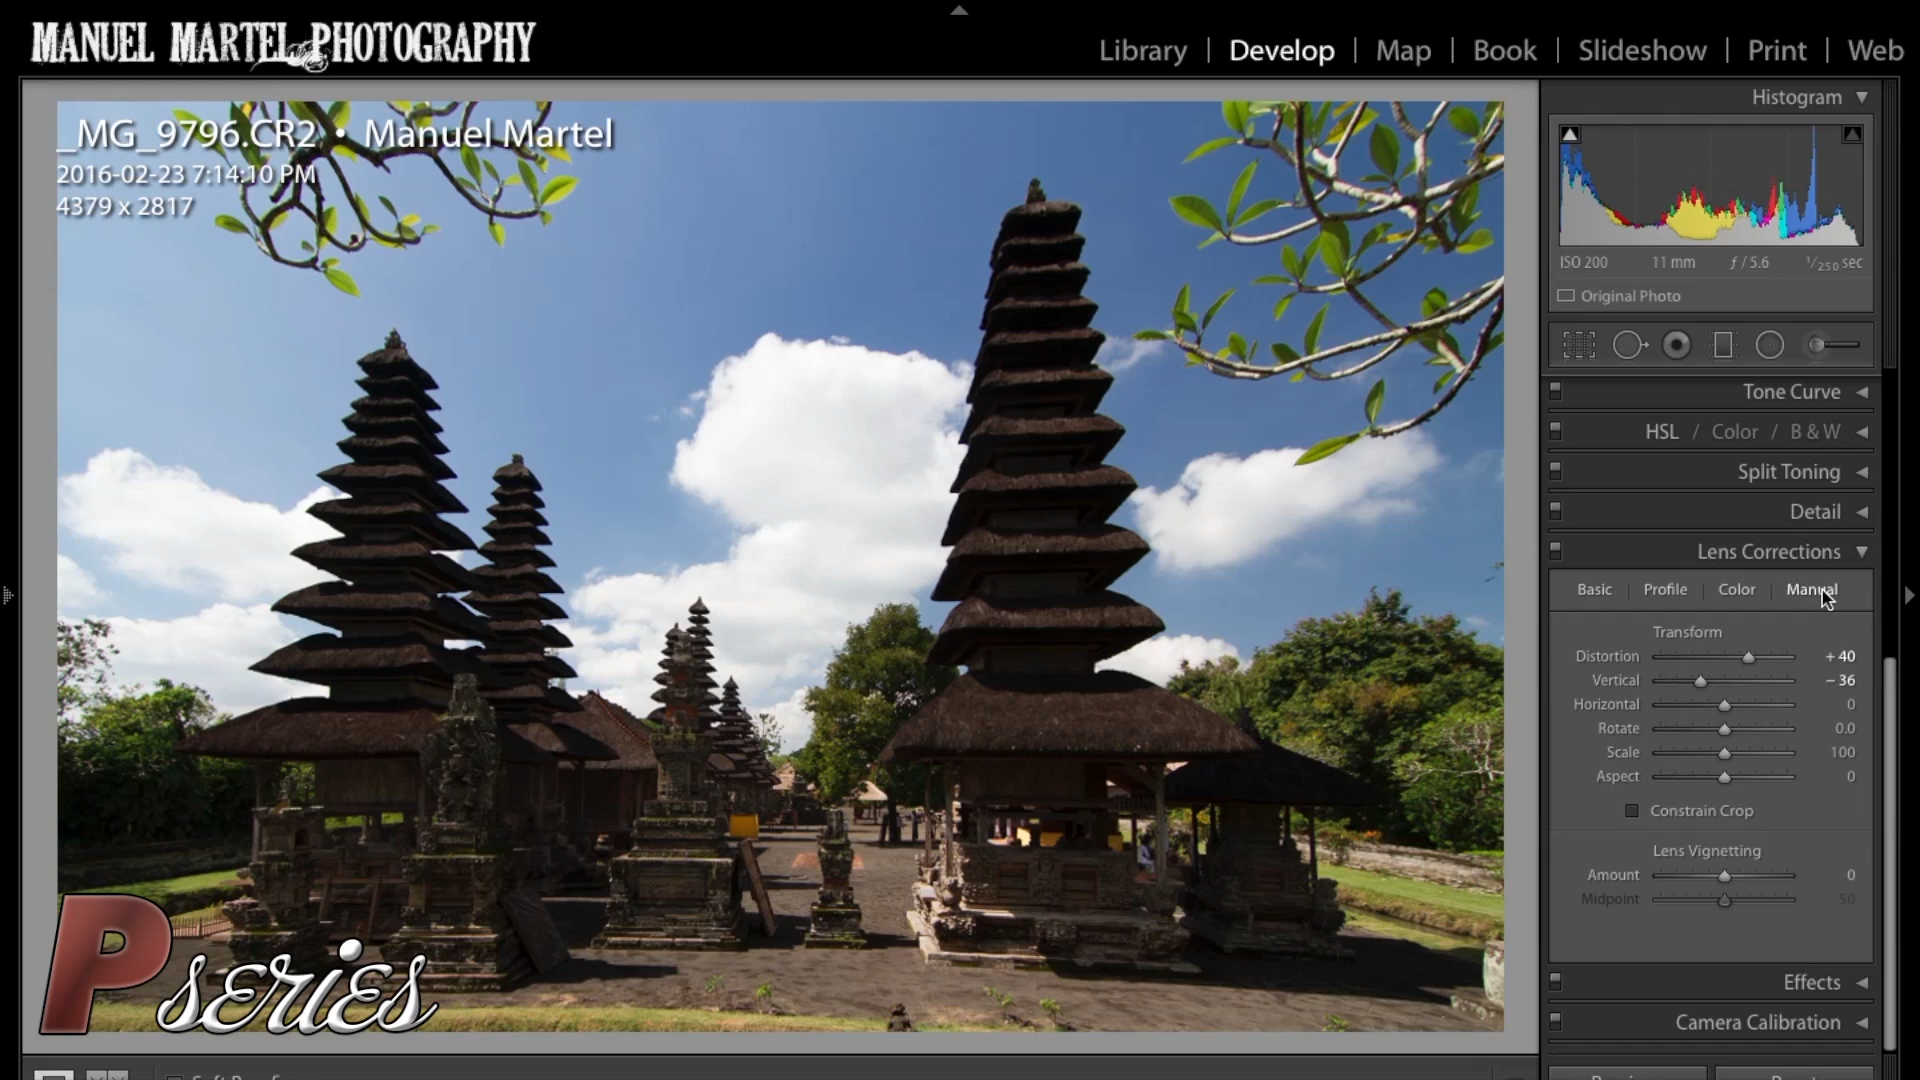 MANUEL MARTEL PHOTOGRAPHY
Library | Develop | Map | Book | Slideshow | Print | Web
_MG_9796.CR2 • Manuel Martel
2016-02-23 7:14:10 PM
4379 x 2817
Histogram
ISO 200 11 mm ƒ / 5.6 1/250 sec
Original Photo
Tone Curve
HSL / Color / B & W
Split Toning
Detail
Lens Corrections
Basic | Profile | Color | Manual
Transform
Distortion + 40
Vertical − 36
Horizontal 0
Rotate 0.0
Scale 100
Aspect 0
Constrain Crop
Lens Vignetting
Amount 0
Midpoint 50
Effects
Camera Calibration
P series